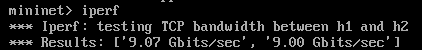 mininet> iperf
*** Iperf: testing TCP bandwidth between h1 and h2
*** Results: ['9.07 Gbits/sec', '9.00 Gbits/sec']